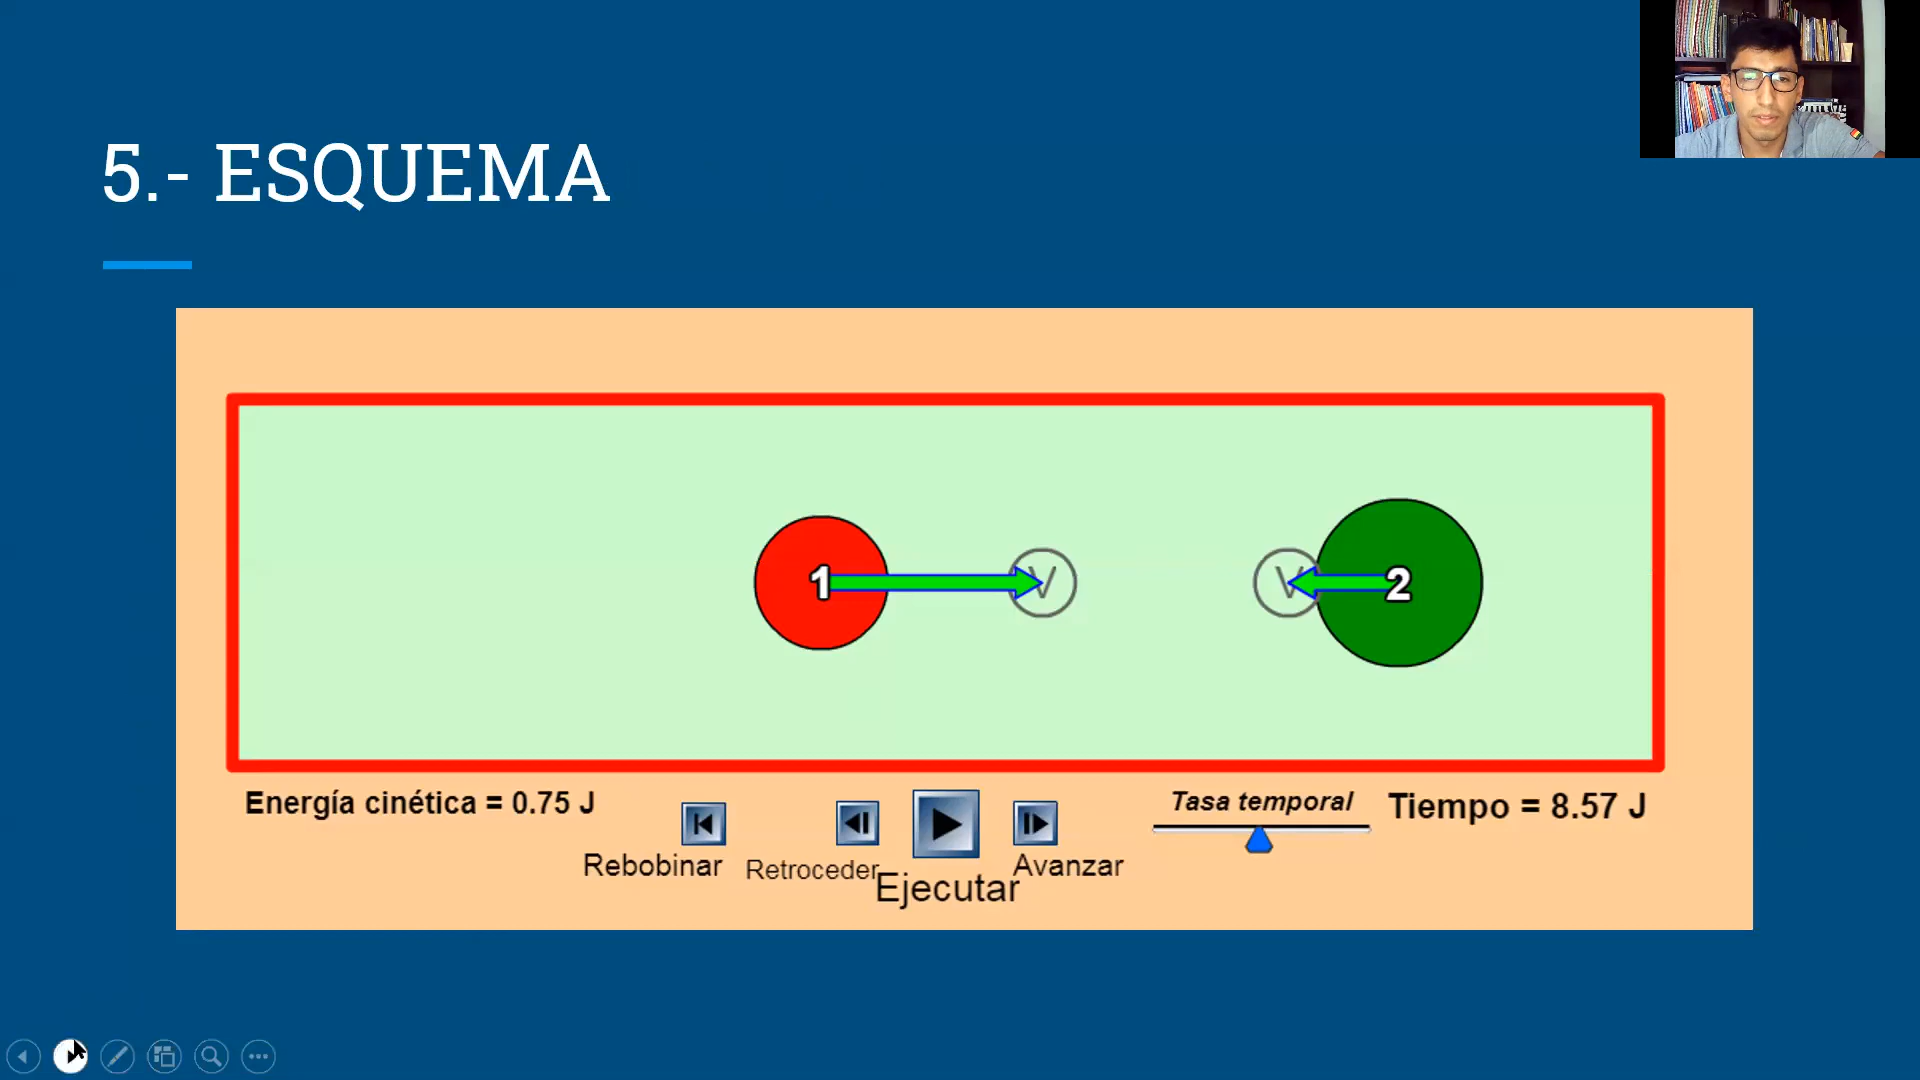 5.- ESQUEMA
1
V
V
2
Energía cinética = 0.75 J
Tasa temporal
Tiempo = 8.57 J
Rebobinar
Retroceder
Ejecutar
Avanzar